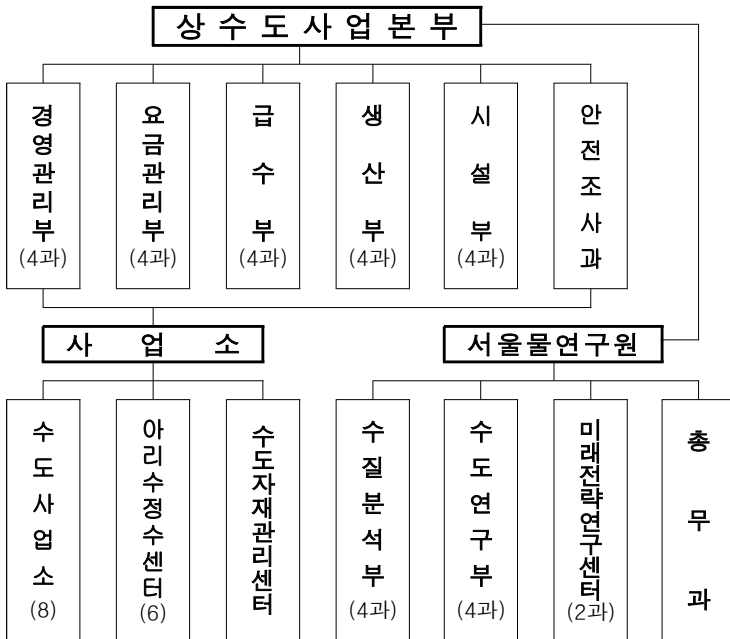 상수도사업본부
경영관리부
(4과)
요금관리부
(4과)
급수부
(4과)
생산부
(4과)
시설부
(4과)
안전조사과
사업소
서울물연구원
수도사업소
(8)
아리수정수센터
(6)
수도자재관리센터
수질분석부
(4과)
수도연구부
(4과)
미래전략연구센터
(2과)
총무과